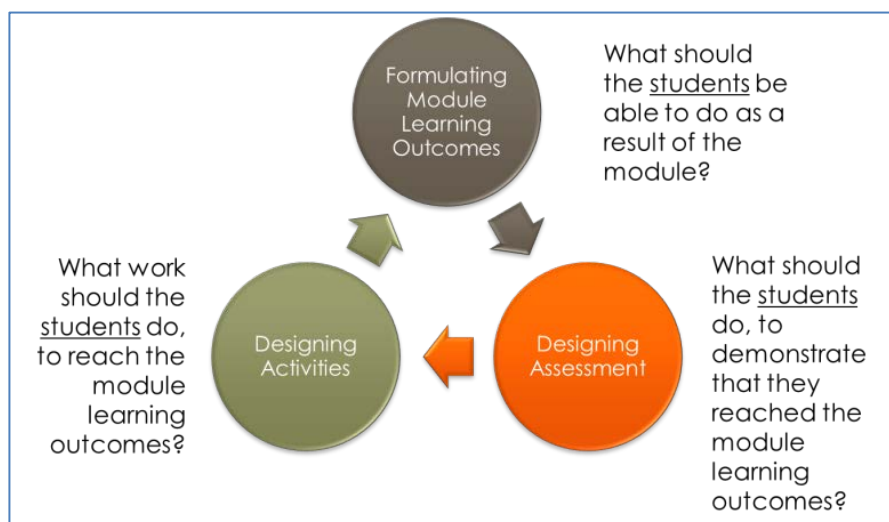 Formulating
Module
Learning
Outcomes
What should
the students be
able to do as a
result of the
module?
What work
should the
students do,
to reach the
module
learning
outcomes?
Designing
Activities
Designing
Assessment
What should
the students
do, to
demonstrate
that they
reached the
module
learning
outcomes?